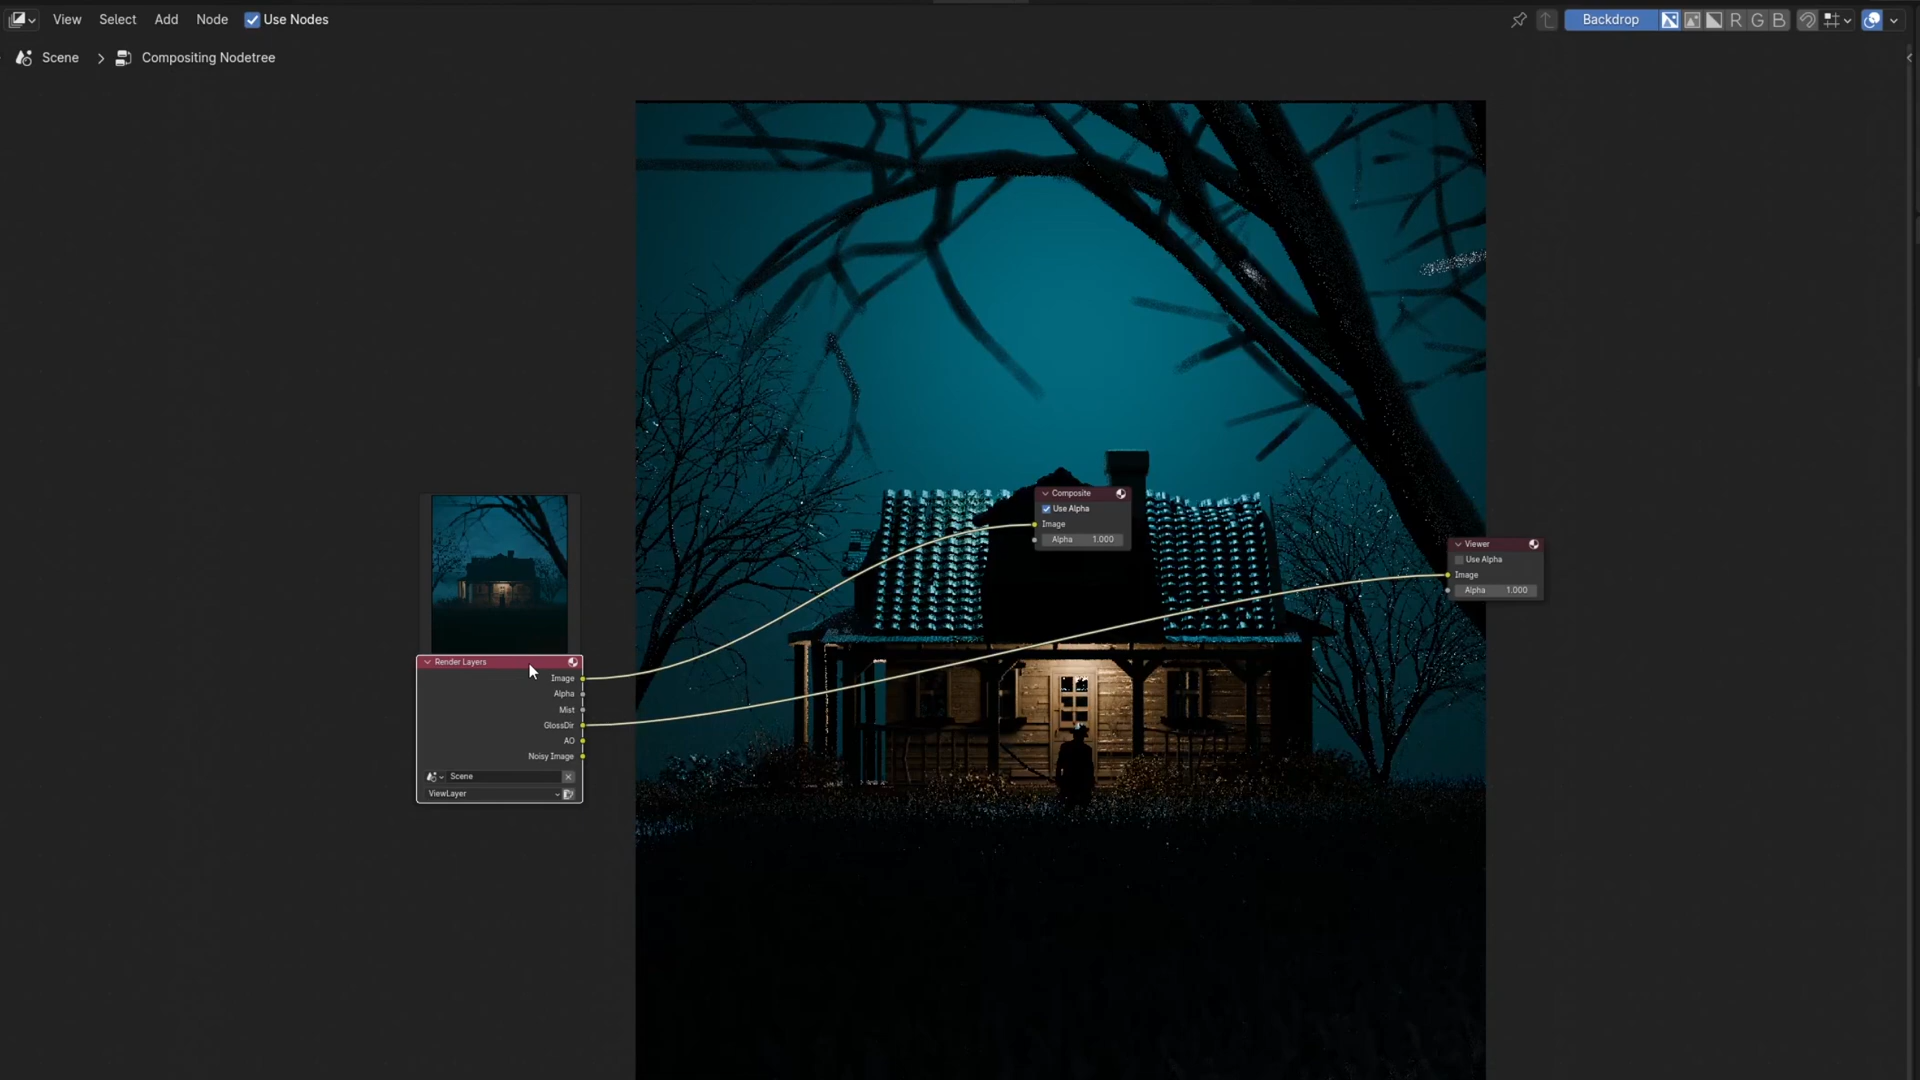 View Select Add Node Use Nodes Backdrop R G B
Scene Compositing Nodetree
Composite
Use Alpha
Image
Alpha 1.000
Viewer
Use Alpha
Image
Alpha 1.000
Render Layers
Image
Alpha
Mist
GlossDir
AO
Noisy Image
Scene
ViewLayer